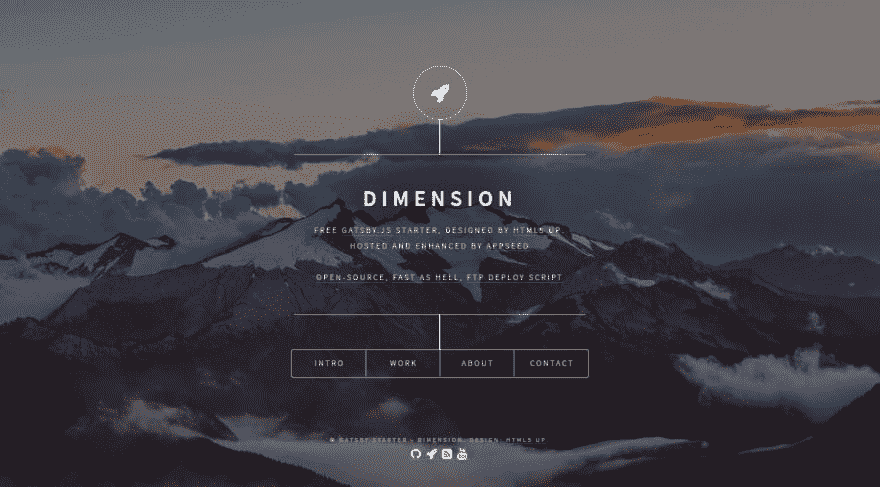 DIMENSION
FREE GATSBY.JS STARTER, DESIGNED BY HTML5 UP
HOSTED AND ENHANCED BY APPSEED
OPEN-SOURCE, FAST AS HELL, FTP DEPLOY SCRIPT
INTRO
WORK
ABOUT
CONTACT
© GATSBY STARTER - DIMENSION. DESIGN: HTML5 UP